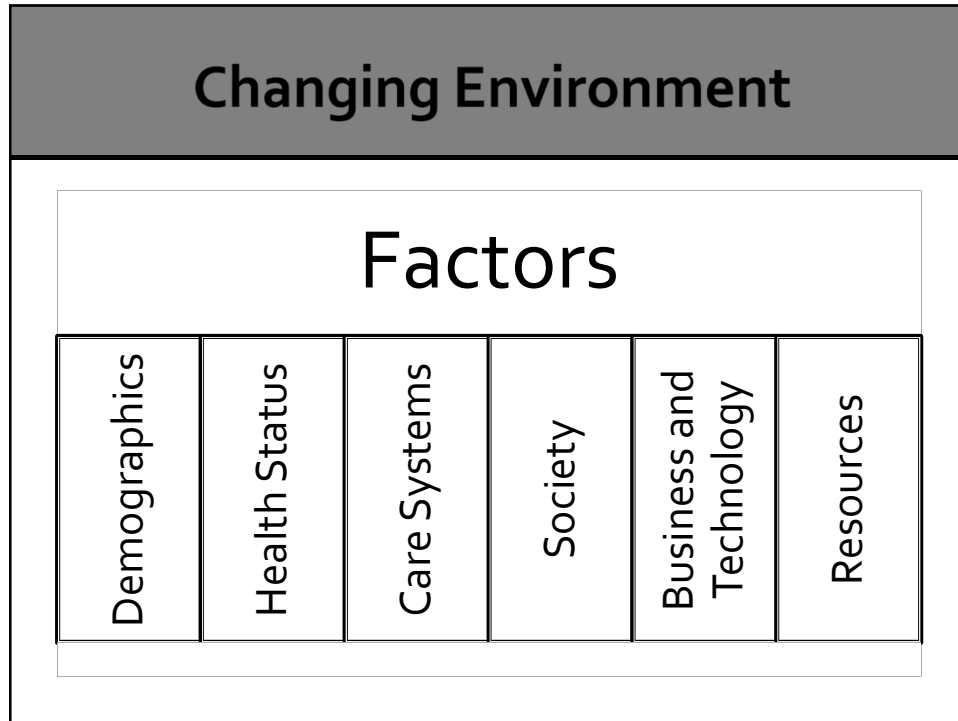 Changing Environment
Factors
Demographics
Health Status
Care Systems
Society
Business and
Technology
Resources